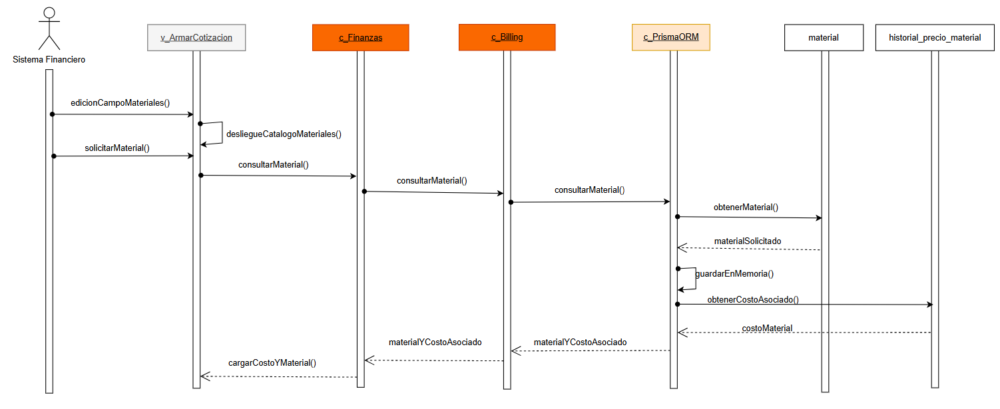 Sistema Financiero
v_ArmarCotizacion
c_Finanzas
c_Billing
c_PrismaORM
material
historial_precio_material
edicionCampoMateriales()
desliegueCatalogoMateriales()
solicitarMaterial()
consultarMaterial()
consultarMaterial()
consultarMaterial()
obtenerMaterial()
materialSolicitado
guardarEnMemoria()
obtenerCostoAsociado()
costoMaterial
materialYCostoAsociado
materialYCostoAsociado
cargarCostoYMaterial()